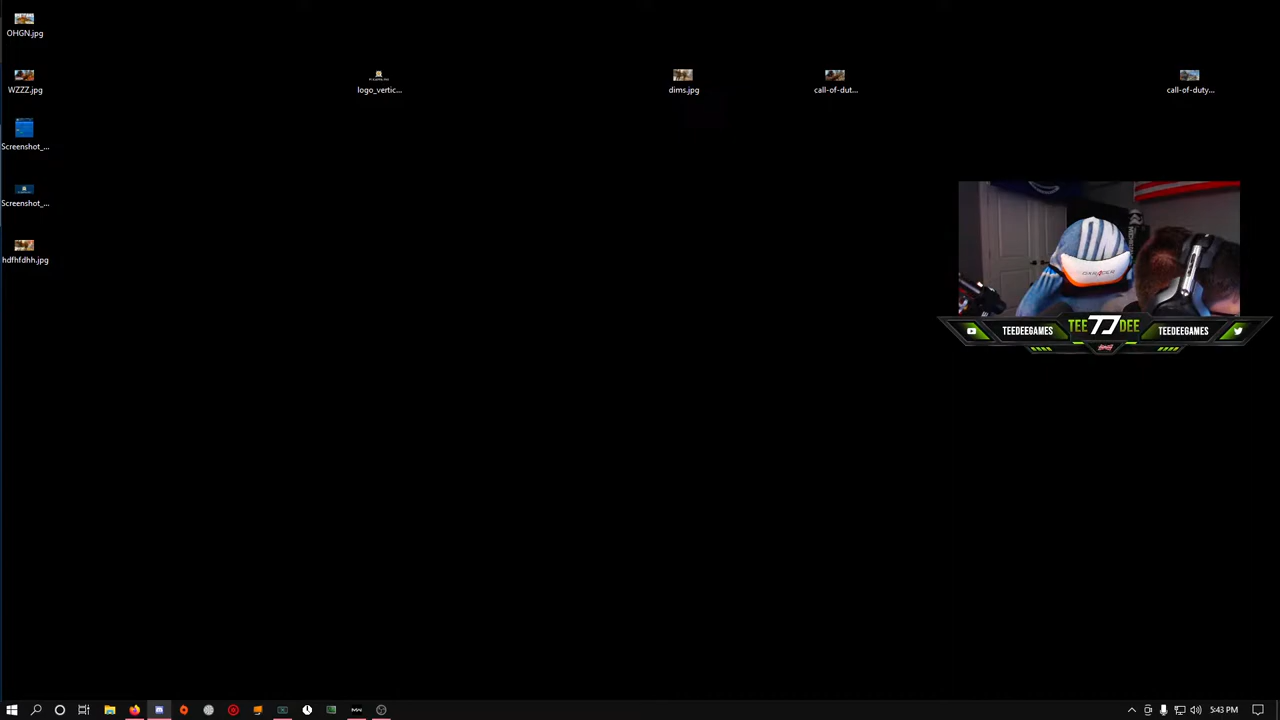 OHGN.jpg
WZZZ.jpg
logo_vertic...
dims.jpg
call-of-dut...
call-of-duty...
Screenshot_...
Screenshot_...
hdfhfdhh.jpg
TEEDEEGAMES
TEE TD DEE
TEEDEEGAMES
5:43 PM